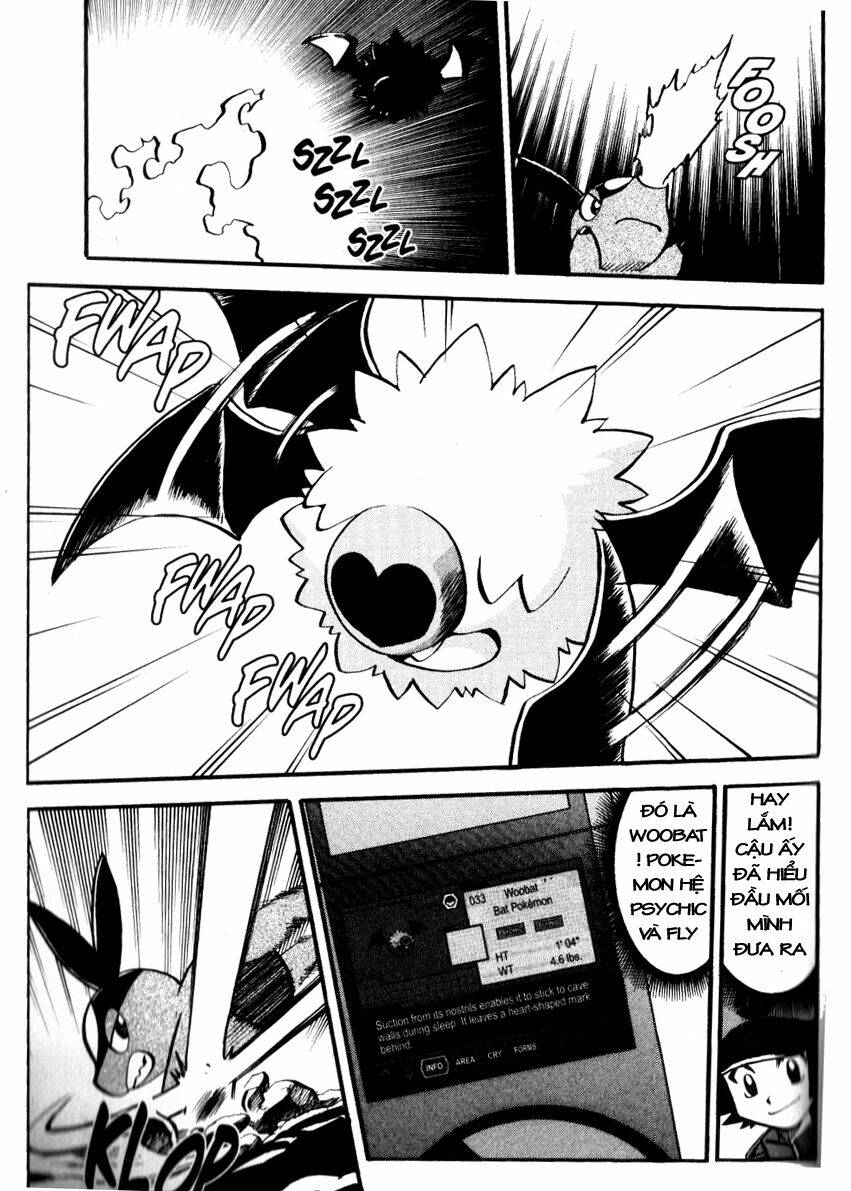 FOOSH
SZZL
SZZL
SZZL
FWAP
FWAP
FWAP
HAY
LẮM!
CẬU ẤY
ĐÃ HIỂU
ĐẦU MỐI
MÌNH
ĐƯA RA
ĐÓ LÀ
WOOBAT
! POKE-
MON HỆ
PSYCHIC
VÀ FLY
033 Woobat
Bat Pokémon
HT 1' 04"
WT 4.6 lbs.
Suction from its nostrils enables it to stick to cave
walls during sleep. It leaves a heart-shaped mark
behind.
INFO AREA CRY FORMS
KLOP